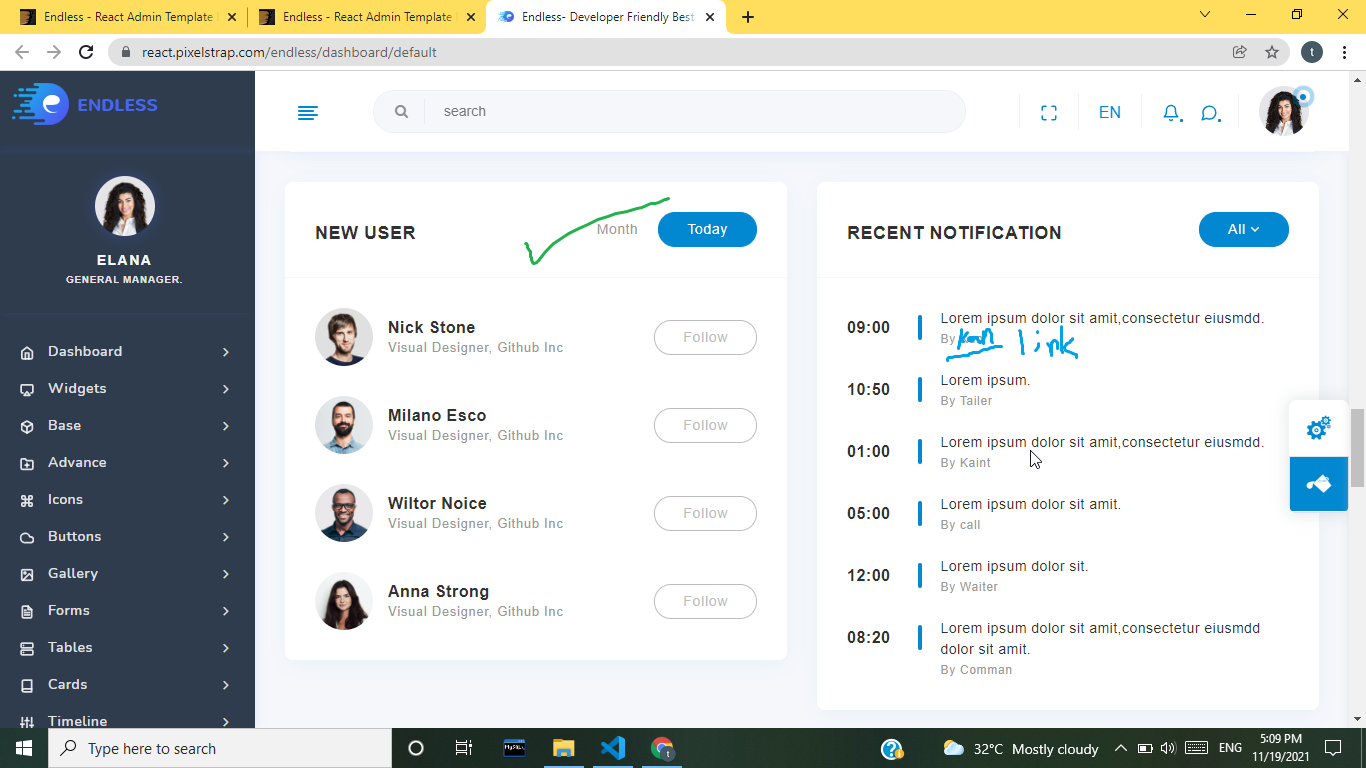 Endless - React Admin Template
Endless - React Admin Template
Endless- Developer Friendly Best
react.pixelstrap.com/endless/dashboard/default
t
ENDLESS
search
EN
ELANA
GENERAL MANAGER.
Dashboard
Widgets
Base
Advance
Icons
Buttons
Gallery
Forms
Tables
Cards
Timeline
NEW USER
Month
Today
Nick Stone
Visual Designer, Github Inc
Follow
Milano Esco
Visual Designer, Github Inc
Follow
Wiltor Noice
Visual Designer, Github Inc
Follow
Anna Strong
Visual Designer, Github Inc
Follow
RECENT NOTIFICATION
All
09:00
Lorem ipsum dolor sit amit,consectetur eiusmdd.
By link
10:50
Lorem ipsum.
By Tailer
01:00
Lorem ipsum dolor sit amit,consectetur eiusmdd.
By Kaint
05:00
Lorem ipsum dolor sit amit.
By call
12:00
Lorem ipsum dolor sit.
By Waiter
08:20
Lorem ipsum dolor sit amit,consectetur eiusmdd
dolor sit amit.
By Comman
Type here to search
MySQL
t
32°C Mostly cloudy
ENG
5:09 PM
11/19/2021